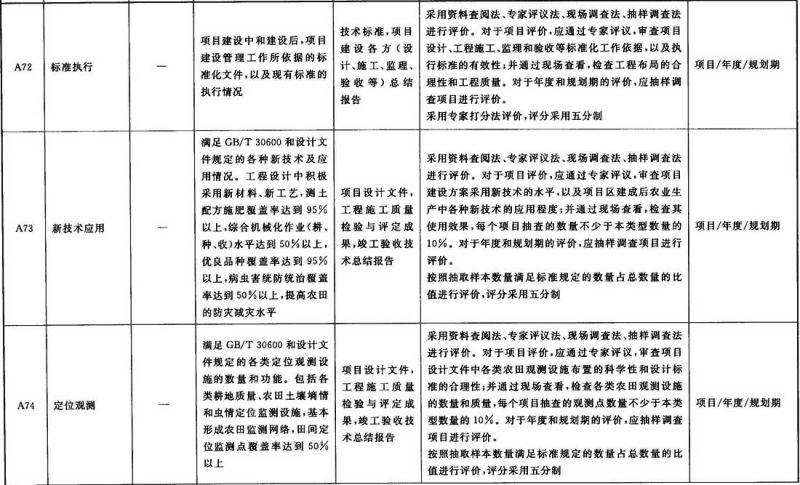 A72
标准执行
—
项目建设中和建设后,项目
建设管理工作所依据的标
准化文件,以及现有标准的
执行情况
技术标准,项目
建设各方(设
计、施工、监理、
验收等)总结
报告
采用资料查阅法、专家评议法、现场调查法、抽样调查法
进行评价。对于项目评价,应通过专家评议,审查项目
设计、工程施工、监理和验收等标准化工作依据,以及执
行标准的有效性;并通过现场查看,检查工程布局的合
理性和工程质量。对于年度和规划期的评价,应抽样调
查项目进行评价。
采用专家打分法评价,评分采用五分制
项目/年度/规划期
A73
新技术应用
—
满足 GB/T 30600 和设计文
件规定的各种新技术及应
用情况。工程设计中积极
采用新材料、新工艺,测土
配方施肥覆盖率达到 95%
以上,综合机械化作业(耕、
种、收)水平达到 50%以上,
优良品种覆盖率达到 95%
以上,病虫害统防统治覆盖
率达到 50%以上,提高农田
的防灾减灾水平
项目设计文件,
工程施工质量
检验与评定成
果,竣工验收技
术总结报告
采用资料查阅法、专家评议法、现场调查法、抽样调查法
进行评价。对于项目评价,应通过专家评议,审查项目
建设方案采用新技术的水平,以及项目区建成后农业生
产中各种新技术的应用程度;并通过现场查看,检查其
使用效果,每个项目抽查的数量不少于本类型数量的
10%。对于年度和规划期的评价,应抽样调查项目进行
评价。
按照抽取样本数量满足标准规定的数量占总数量的比
值进行评价,评分采用五分制
项目/年度/规划期
A74
定位观测
—
满足 GB/T 30600 和设计文
件规定的各类定位观测设
施的数量和功能。包括各
类耕地质量、农田土壤墒情
和虫情定位监测设施,基本
形成农田监测网络,田间定
位监测点覆盖率达到 50%
以上
项目设计文件,
工程施工质量
检验与评定成
果,竣工验收技
术总结报告
采用资料查阅法、专家评议法、现场调查法、抽样调查法
进行评价。对于项目评价,应通过专家评议,审查项目
设计文件中各类农田观测设施布置的科学性和设计标
准的合理性;并通过现场查看,检查各类农田观测设施
的数量和质量,每个项目抽查的观测点数量不少于本类
型数量的 10%。对于年度和规划期的评价,应抽样调查
项目进行评价。
按照抽取样本数量满足标准规定的数量占总数量的比
值进行评价,评分采用五分制
项目/年度/规划期